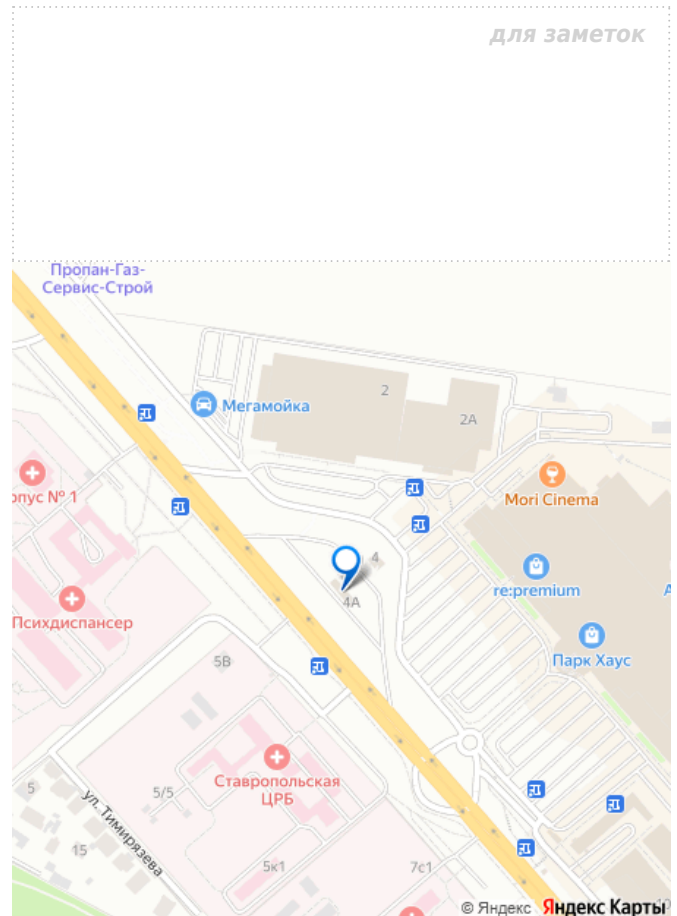 для заметок
Пропан-Газ-
Сервис-Строй
2
Мегамойка
2А
Mori Cinema
рпус № 1
4
re:premium
А
4А
Психдиспансер
Парк Хаус
5В
Ставропольская
ЦРБ
5
5/5
ул. Тимирязева
15
5к1
7с1
© Яндекс Яндекс Карты